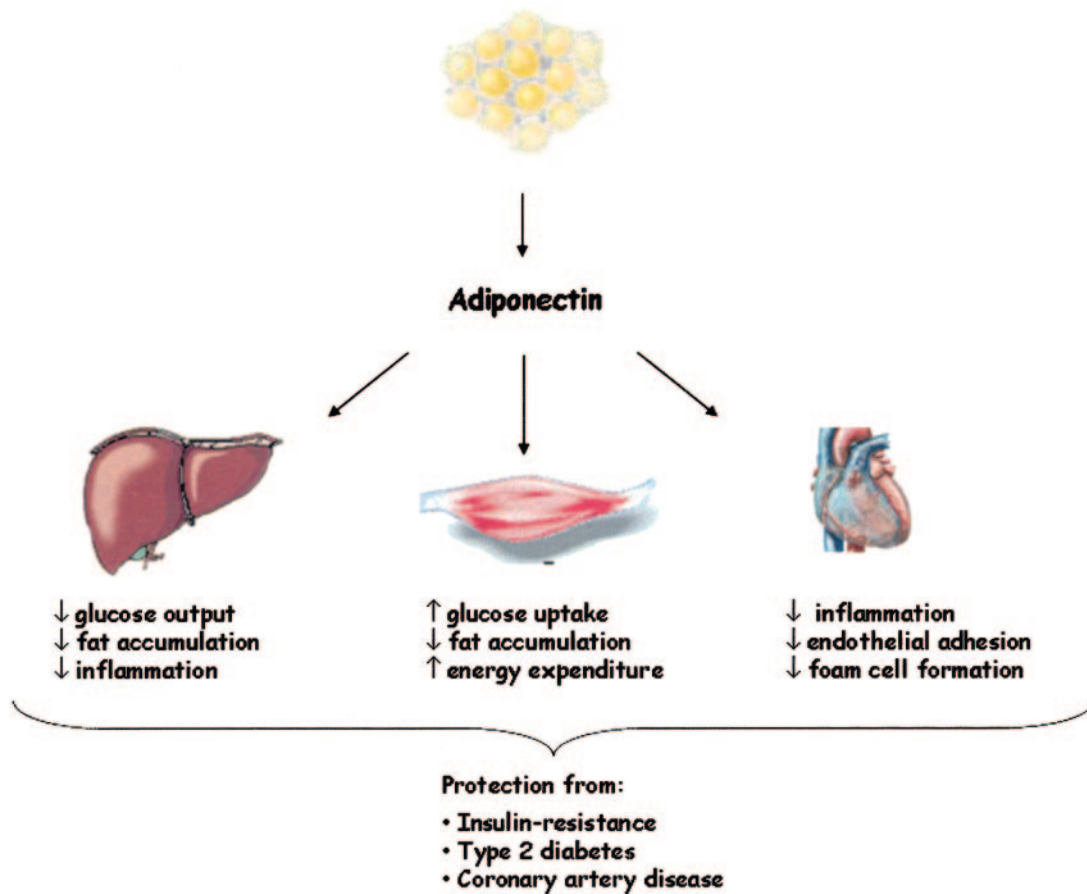 Adiponectin
↓ glucose output
↓ fat accumulation
↓ inflammation
↑ glucose uptake
↓ fat accumulation
↑ energy expenditure
↓ inflammation
↓ endothelial adhesion
↓ foam cell formation
Protection from:
• Insulin-resistance
• Type 2 diabetes
• Coronary artery disease